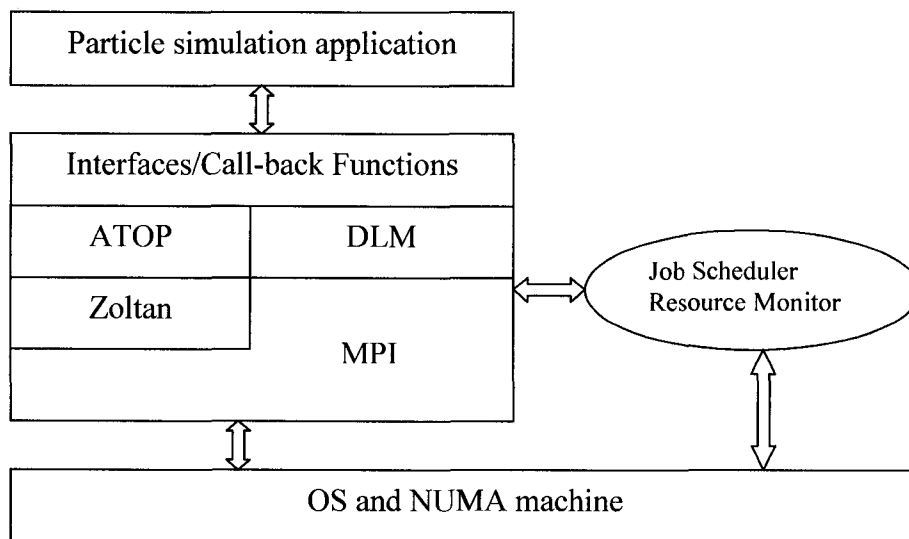 Particle simulation application
Interfaces/Call-back Functions
ATOP
DLM
Zoltan
MPI
Job Scheduler
Resource Monitor
OS and NUMA machine